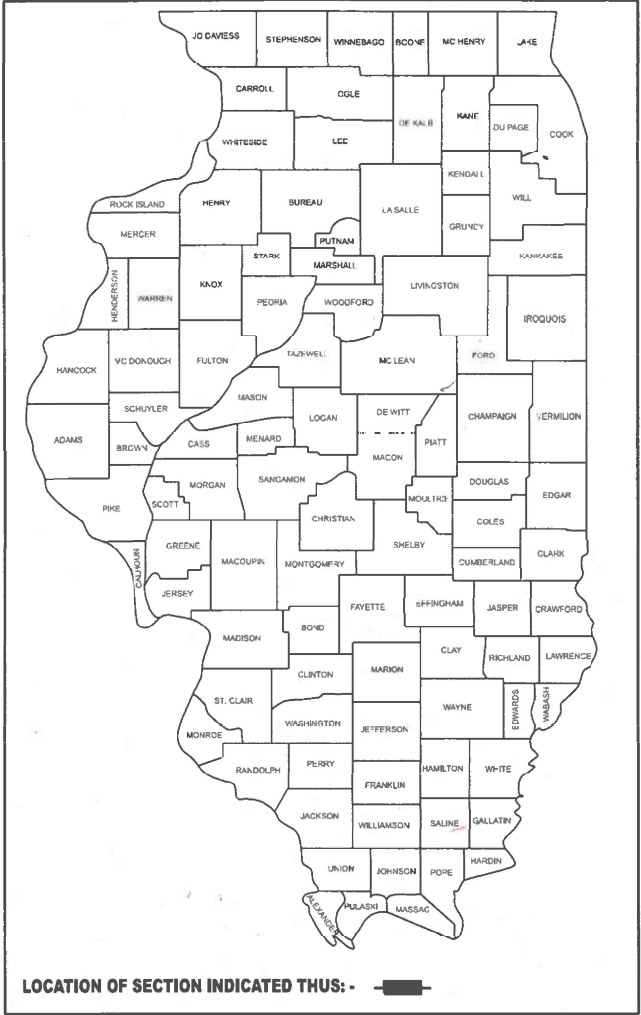 JO DAVIESS STEPHENSON WINNEBAGO BOONE MC HENRY LAKE
CARROLL OGLE DE KALB KANE DU PAGE COOK
WHITESIDE LEE KENDALL
ROCK ISLAND HENRY BUREAU LA SALLE GRUNDY WILL
MERCER PUTNAM
STARK MARSHALL KANKAKEE
HENDERSON WARREN KNOX PEORIA WOODFORD LIVINGSTON
IROQUOIS
HANCOCK MC DONOUGH FULTON TAZEWELL MC LEAN FORD
MASON
SCHUYLER LOGAN DE WITT CHAMPAIGN VERMILION
ADAMS BROWN CASS MENARD MACON PIATT
PIKE SCOTT MORGAN SANGAMON MOULTRIE DOUGLAS EDGAR
CHRISTIAN COLES
CALHOUN GREENE MACOUPIN MONTGOMERY SHELBY CUMBERLAND CLARK
JERSEY FAYETTE EFFINGHAM JASPER CRAWFORD
MADISON BOND
CLAY RICHLAND LAWRENCE
CLINTON MARION
ST. CLAIR WAYNE EDWARDS WABASH
MONROE WASHINGTON JEFFERSON
RANDOLPH PERRY HAMILTON WHITE
FRANKLIN
JACKSON WILLIAMSON SALINE GALLATIN
UNION JOHNSON POPE HARDIN
ALEXANDER PULASKI MASSAC
LOCATION OF SECTION INDICATED THUS: -